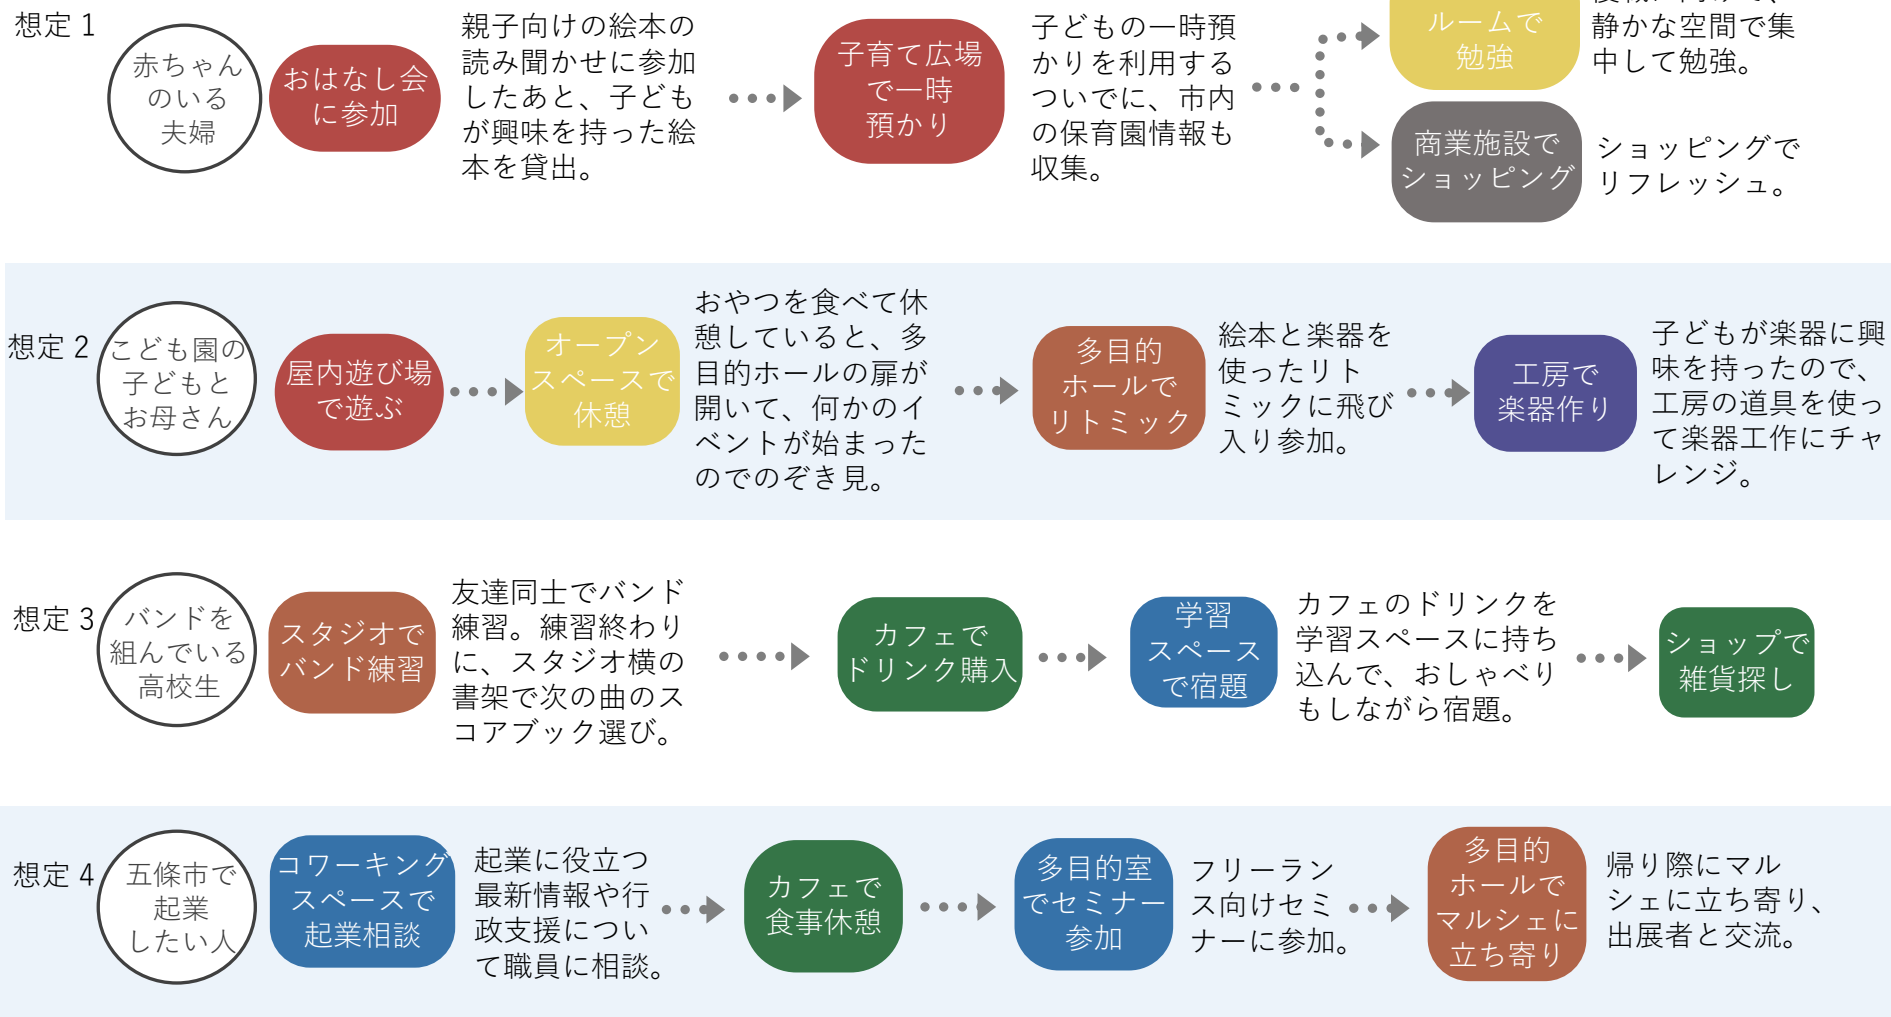 想定 1
赤ちゃん
のいる
夫婦
おはなし会
に参加
親子向けの絵本の
読み聞かせに参加
したあと、子ども
が興味を持った絵
本を貸出。
子育て広場
で一時
預かり
子どもの一時預
かりを利用する
ついでに、市内
の保育園情報も
収集。
ルームで
勉強
静かな空間で集
中して勉強。
商業施設で
ショッピング
ショッピングで
リフレッシュ。
想定 2
こども園の
子どもと
お母さん
屋内遊び場
で遊ぶ
オープン
スペースで
休憩
おやつを食べて休
憩していると、多
目的ホールの扉が
開いて、何かのイ
ベントが始まった
のでのぞき見。
多目的
ホールで
リトミック
絵本と楽器を
使ったリト
ミックに飛び
入り参加。
工房で
楽器作り
子どもが楽器に興
味を持ったので、
工房の道具を使っ
て楽器工作にチャ
レンジ。
想定 3
バンドを
組んでいる
高校生
スタジオで
バンド練習
友達同士でバンド
練習。練習終わり
に、スタジオ横の
書架で次の曲のス
コアブック選び。
カフェで
ドリンク購入
学習
スペース
で宿題
カフェのドリンクを
学習スペースに持ち
込んで、おしゃべり
もしながら宿題。
ショップで
雑貨探し
想定 4
五條市で
起業
したい人
コワーキング
スペースで
起業相談
起業に役立つ
最新情報や行
政支援につい
て職員に相談。
カフェで
食事休憩
多目的室
でセミナー
参加
フリーラン
ス向けセミ
ナーに参加。
多目的
ホールで
マルシェに
立ち寄り
帰り際にマル
シェに立ち寄り、
出展者と交流。